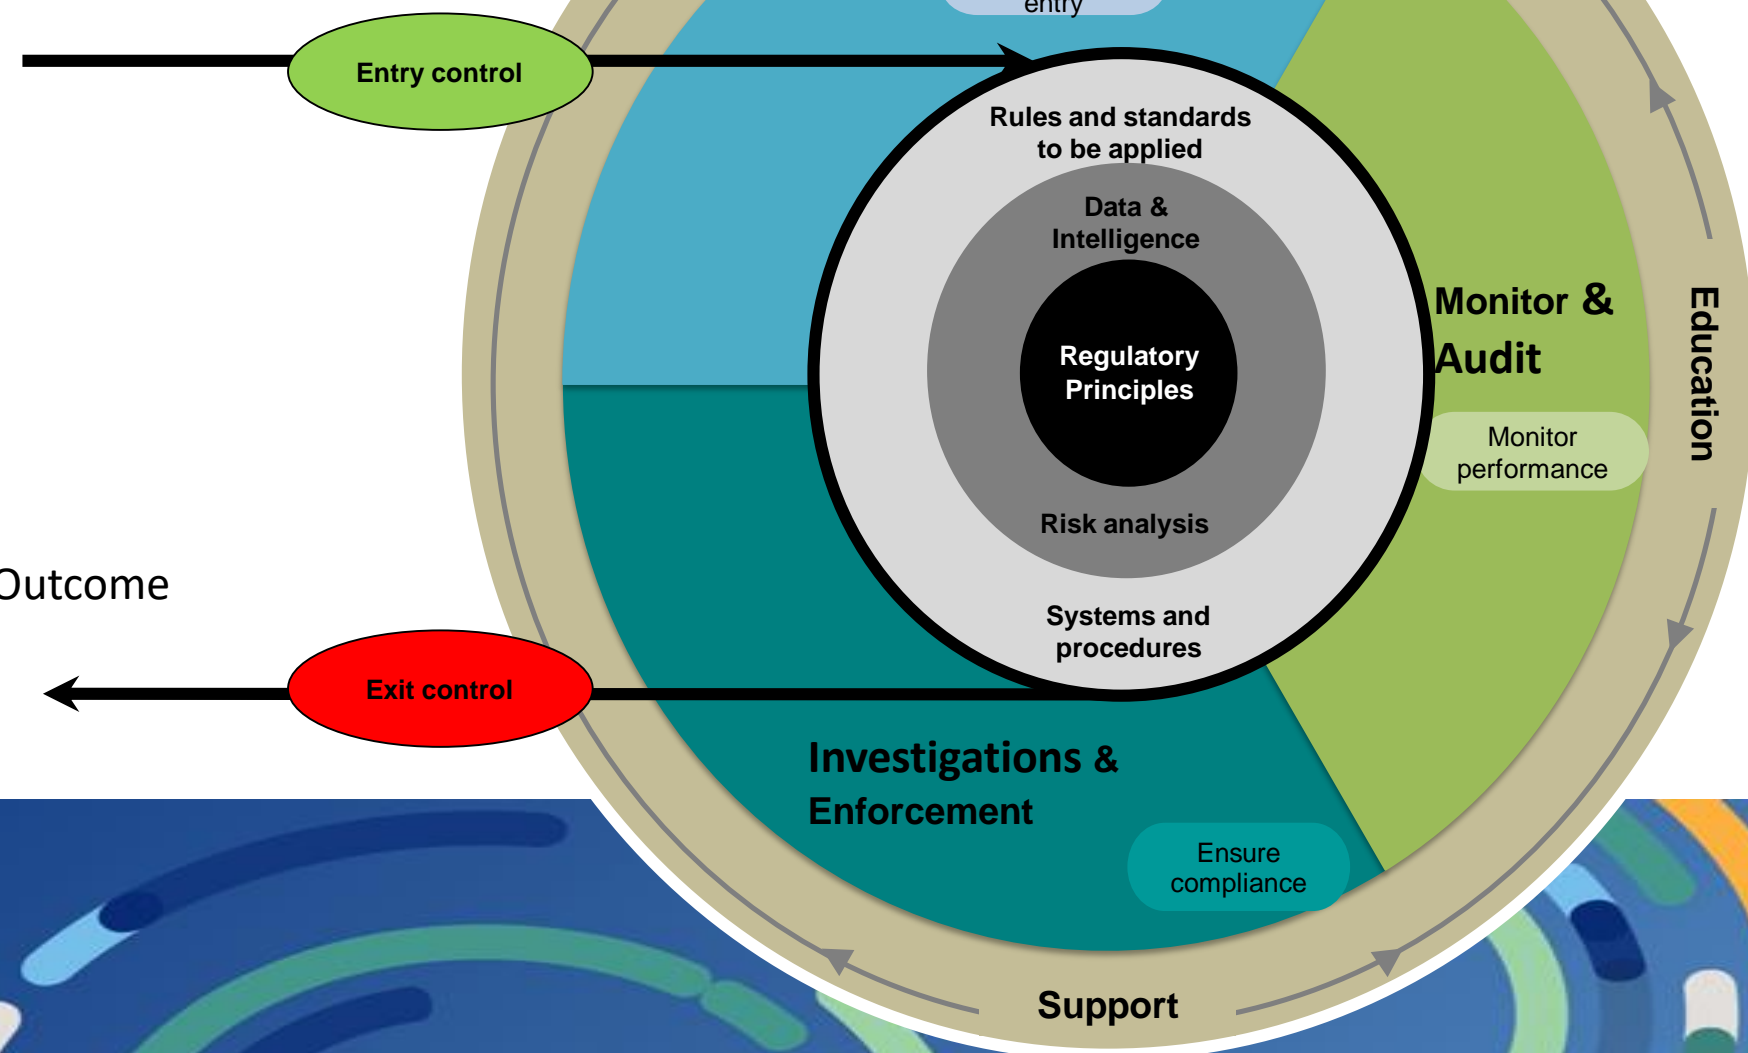 entry
Entry control
Rules and standards
to be applied
Data &
Intelligence
Regulatory
Principles
Monitor &
Audit
Education
Monitor
performance
Risk analysis
Outcome
Systems and
procedures
Exit control
Investigations &
Enforcement
Ensure
compliance
Support